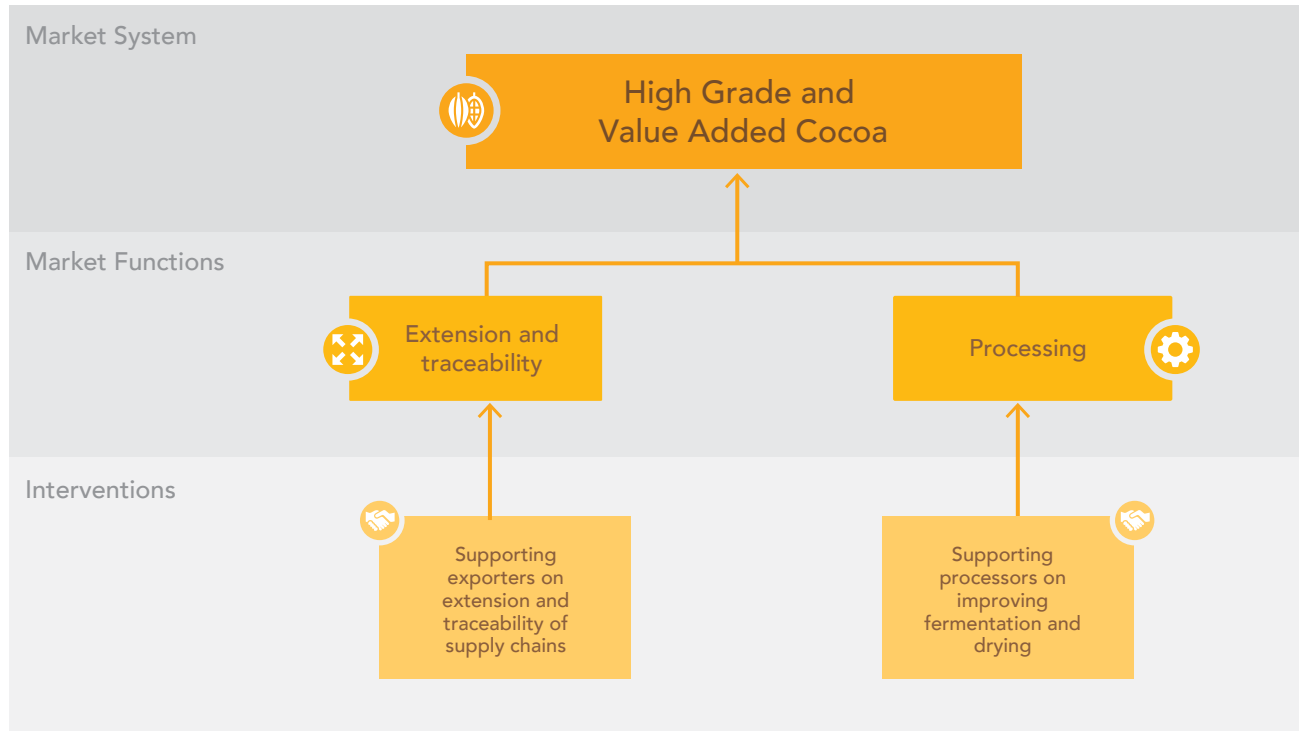 Market System
High Grade and
Value Added Cocoa
Market Functions
Extension and
traceability
Processing
Interventions
Supporting
exporters on
extension and
traceability of
supply chains
Supporting
processors on
improving
fermentation and
drying